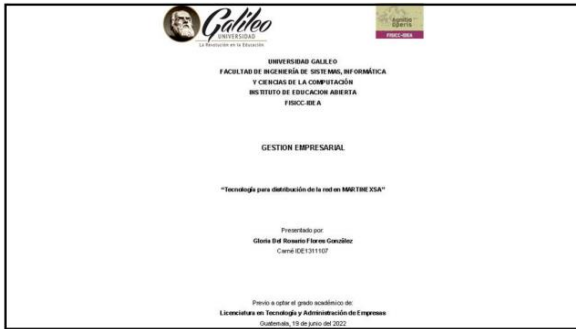 Galileo
UNIVERSIDAD
La Revolución en la Educación
FISICC-IDEA
UNIVERSIDAD GALILEO
FACULTAD DE INGENIERÍA DE SISTEMAS, INFORMÁTICA
Y CIENCIAS DE LA COMPUTACIÓN
INSTITUTO DE EDUCACION ABIERTA
FISICC-IDEA
GESTION EMPRESARIAL
"Tecnología para distribución de la red en MARTINEXSA"
Presentado por:
Gloria Del Rosario Flores González
Carné IDE1311107
Previo a optar el grado académico de:
Licenciatura en Tecnología y Administración de Empresas
Guatemala, 19 de junio del 2022